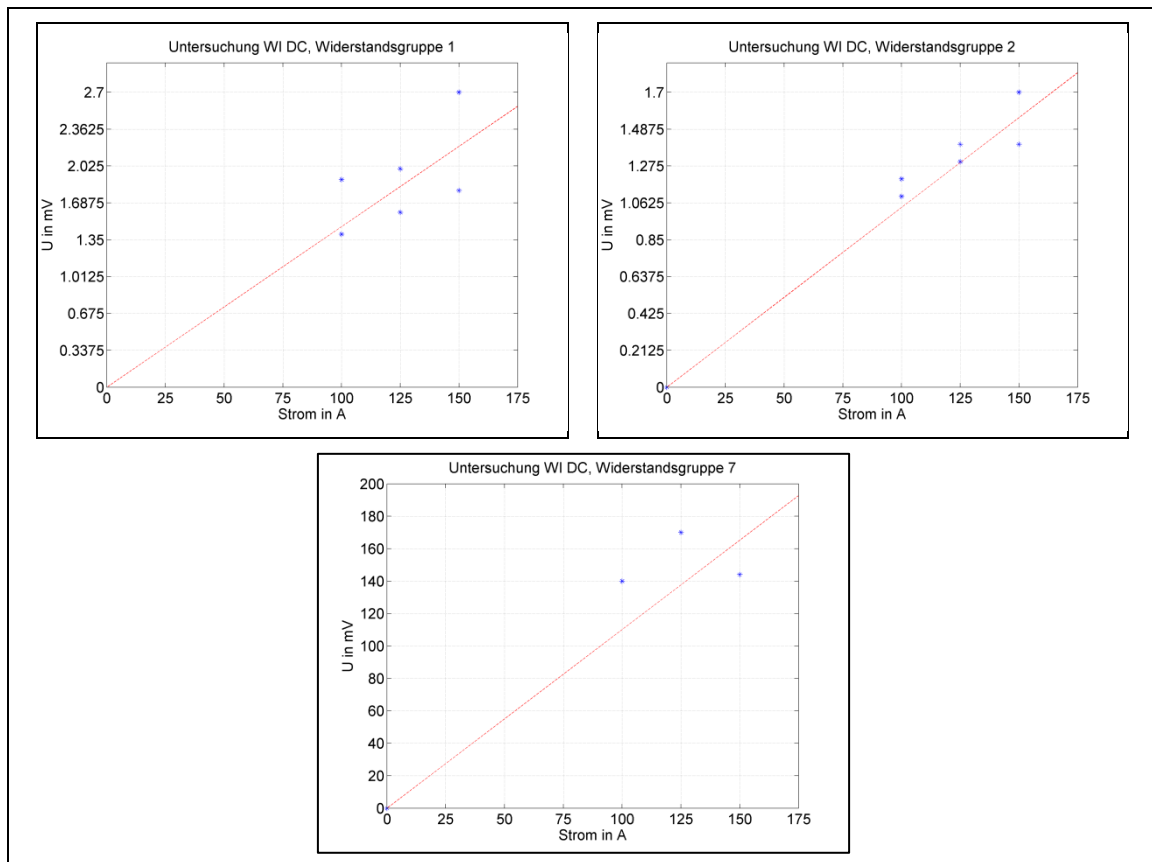 Untersuchung WI DC, Widerstandsgruppe 1
2.7
2.3625
2.025
1.6875
1.35
1.0125
0.675
0.3375
0
U in mV
0 25 50 75 100 125 150 175
Strom in A
Untersuchung WI DC, Widerstandsgruppe 2
1.7
1.4875
1.275
1.0625
0.85
0.6375
0.425
0.2125
0
U in mV
0 25 50 75 100 125 150 175
Strom in A
Untersuchung WI DC, Widerstandsgruppe 7
200
180
160
140
120
100
80
60
40
20
0
U in mV
0 25 50 75 100 125 150 175
Strom in A